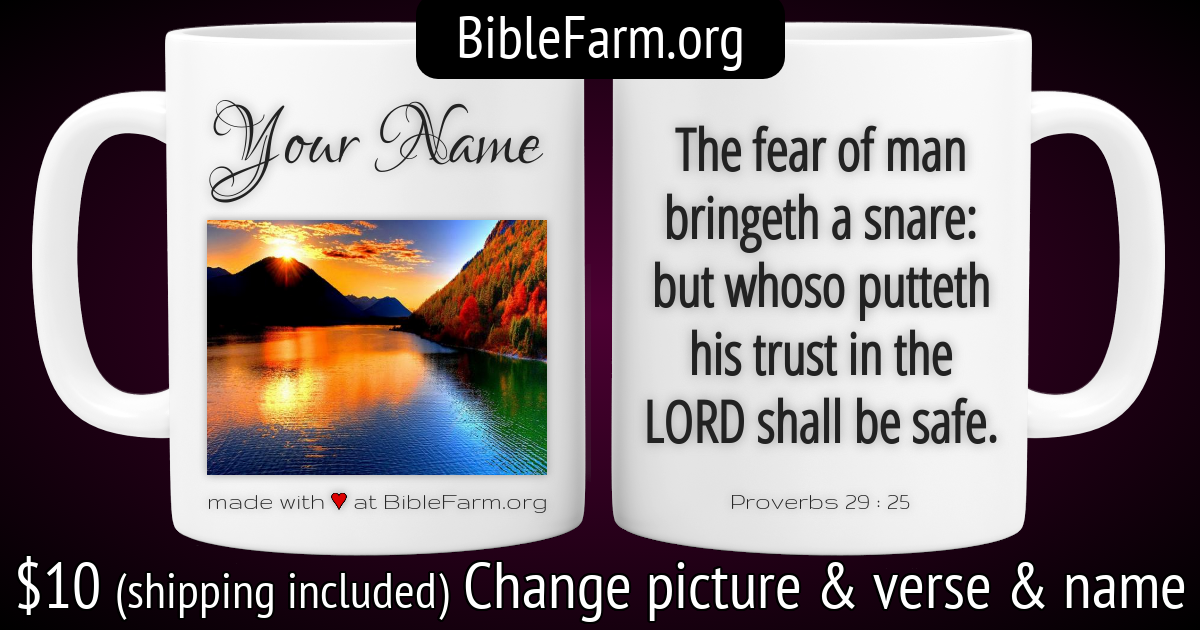 BibleFarm.org
Your Name
made with ♥ at BibleFarm.org
The fear of man
bringeth a snare:
but whoso putteth
his trust in the
LORD shall be safe.
Proverbs 29 : 25
$10 (shipping included) Change picture & verse & name